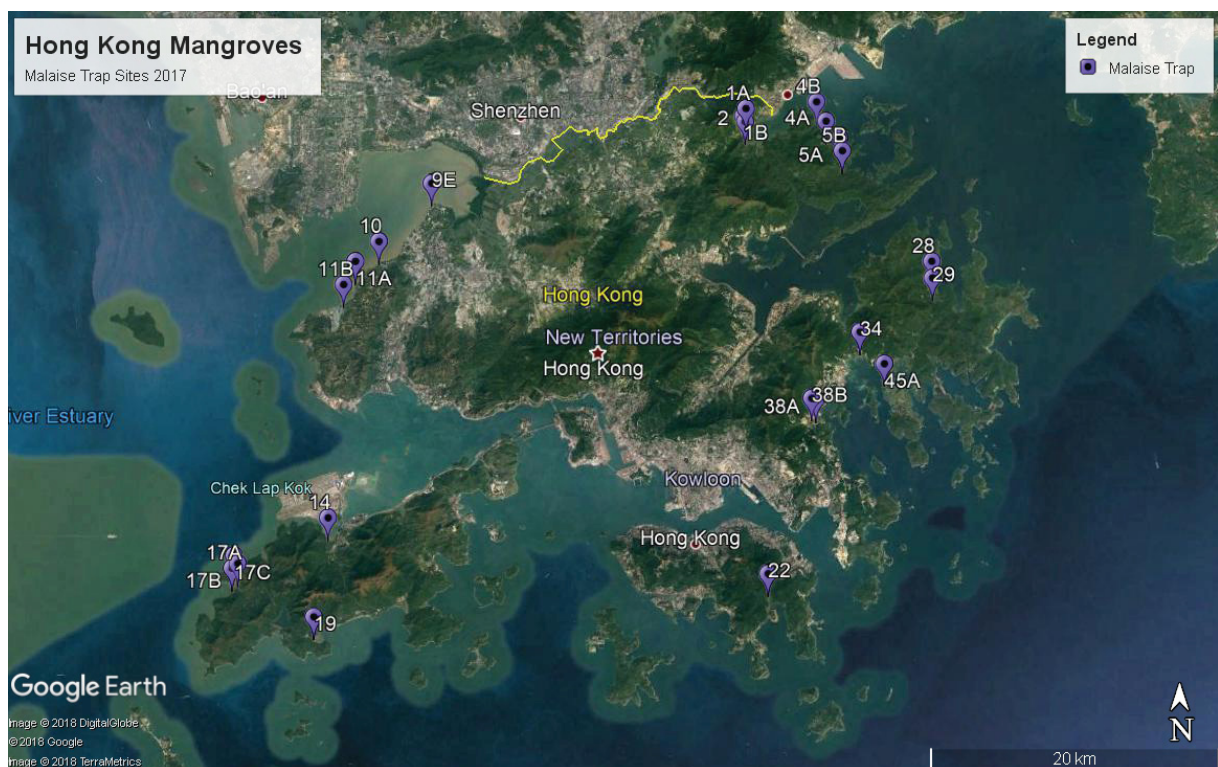 Hong Kong Mangroves
Malaise Trap Sites 2017
Legend
Malaise Trap
Bao'an
Shenzhen
1A
4B
2
1B
4A
5B
5A
9E
10
11B
11A
28
29
Hong Kong
New Territories
Hong Kong
34
45A
38B
38A
iver Estuary
Chek Lap Kok
Kowloon
14
Hong Kong
17A
17B
17C
22
19
Google Earth
Image © 2018 DigitalGlobe
© 2018 Google
Image © 2018 TerraMetrics
N
20 km